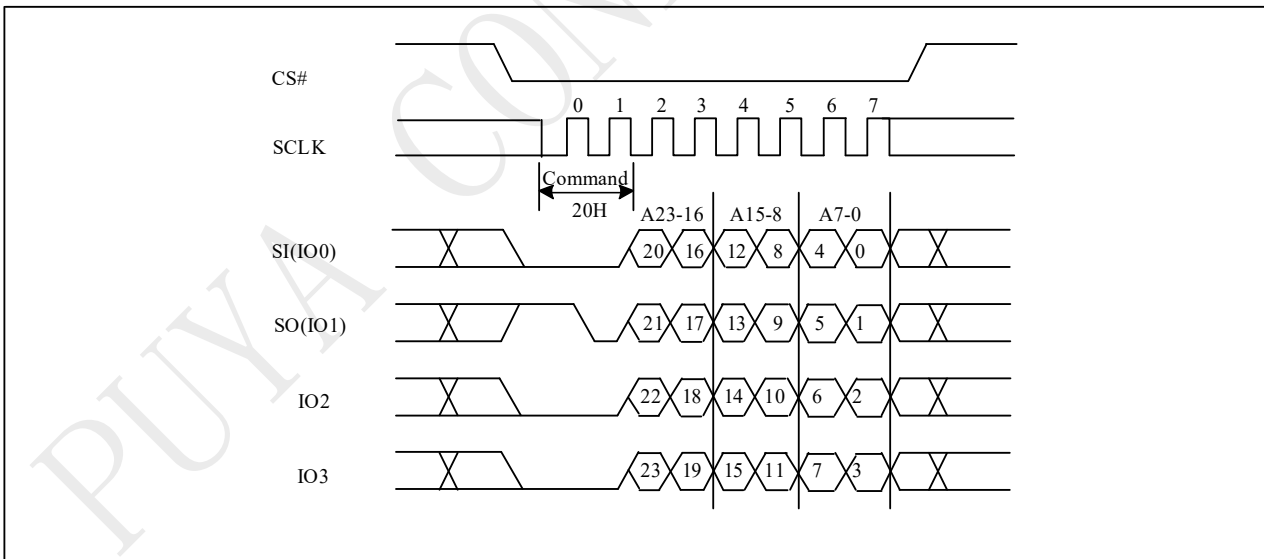 CS#
0 1 2 3 4 5 6 7
SCLK
Command
20H
A23-16 A15-8 A7-0
SI(IO0) 20 16 12 8 4 0
SO(IO1) 21 17 13 9 5 1
IO2 22 18 14 10 6 2
IO3 23 19 15 11 7 3
PUYA CON